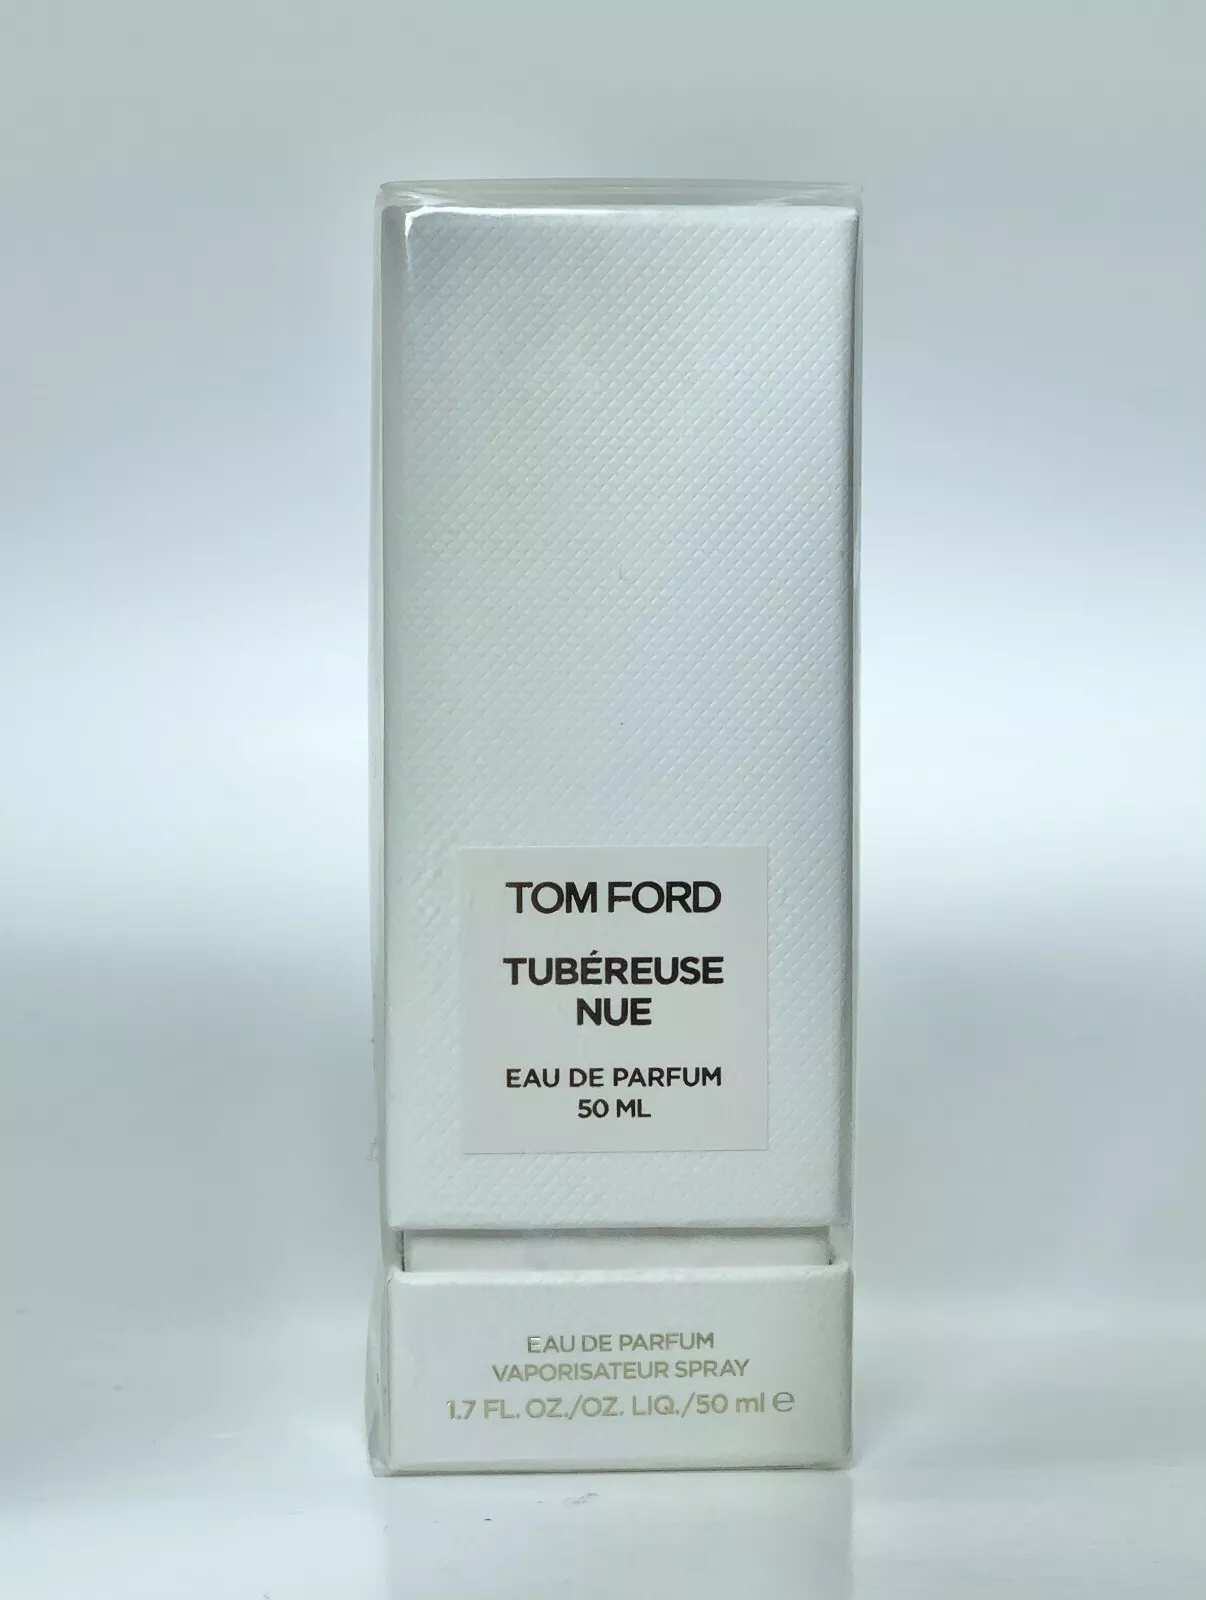 TOM FORD
TUBÉREUSE
NUE
EAU DE PARFUM
50 ML
EAU DE PARFUM
VAPORISATEUR SPRAY
1.7 FL. OZ./OZ. LIQ./50 ml ℮